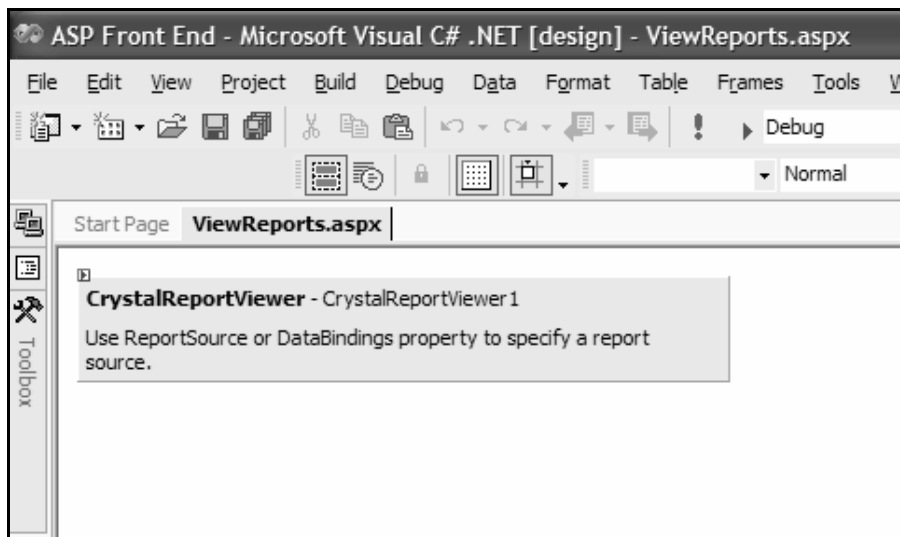 ASP Front End - Microsoft Visual C# .NET [design] - ViewReports.aspx
File Edit View Project Build Debug Data Format Table Frames Tools
Debug
Normal
Start Page ViewReports.aspx
CrystalReportViewer - CrystalReportViewer1
Use ReportSource or DataBindings property to specify a report
source.
Toolbox